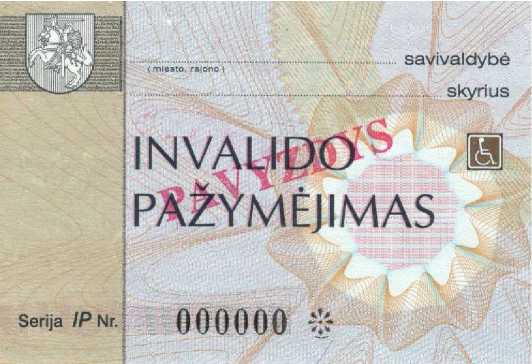 savivaldybė
( miesto, rajono )
skyrius
PAVYZDYS
INVALIDO
PAŽYMĖJIMAS
Serija IP Nr. 000000